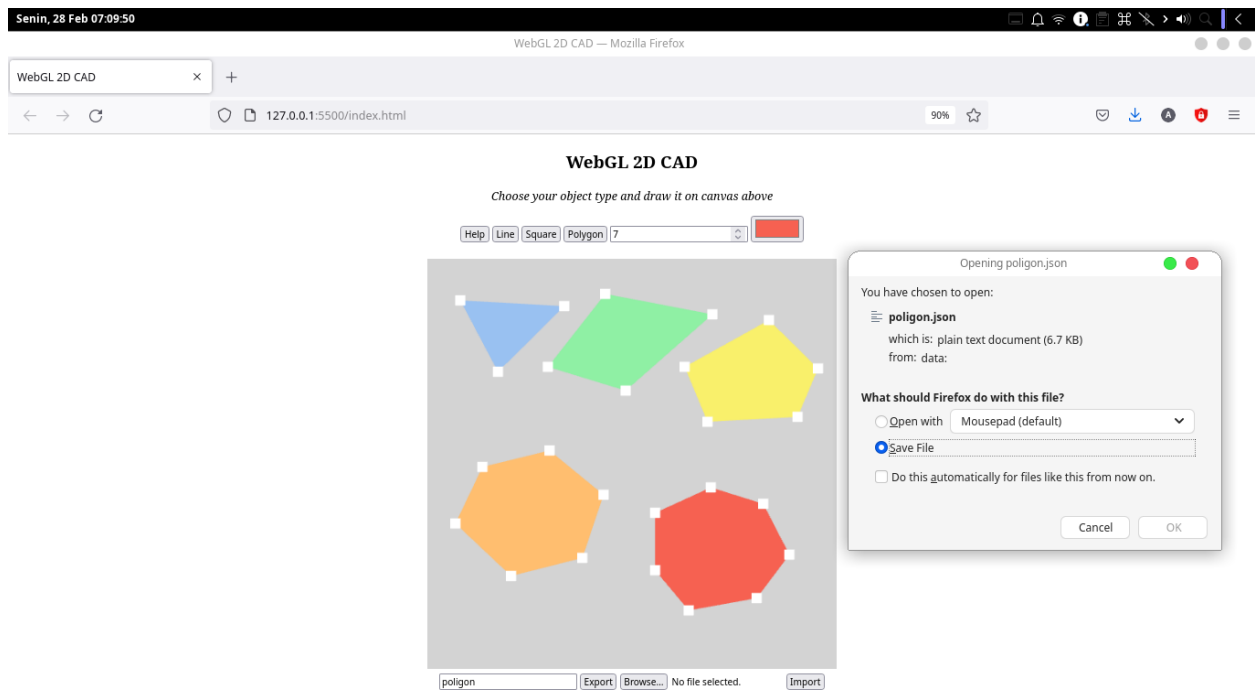 Senin, 28 Feb 07:09:50
WebGL 2D CAD — Mozilla Firefox
WebGL 2D CAD
127.0.0.1:5500/index.html
90%
A
WebGL 2D CAD
Choose your object type and draw it on canvas above
Help Line Square Polygon 7
Opening poligon.json
You have chosen to open:
poligon.json
which is: plain text document (6.7 KB)
from: data:
What should Firefox do with this file?
Open with Mousepad (default)
Save File
Do this automatically for files like this from now on.
Cancel OK
poligon Export Browse... No file selected. Import